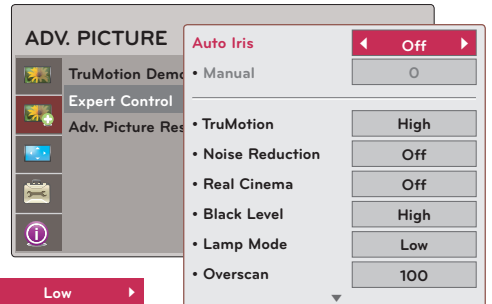 ADV. PICTURE
TruMotion Demo
Expert Control
Adv. Picture Res
Auto Iris Off
• Manual 0
• TruMotion High
• Noise Reduction Off
• Real Cinema Off
• Black Level High
• Lamp Mode Low
• Overscan 100
Low